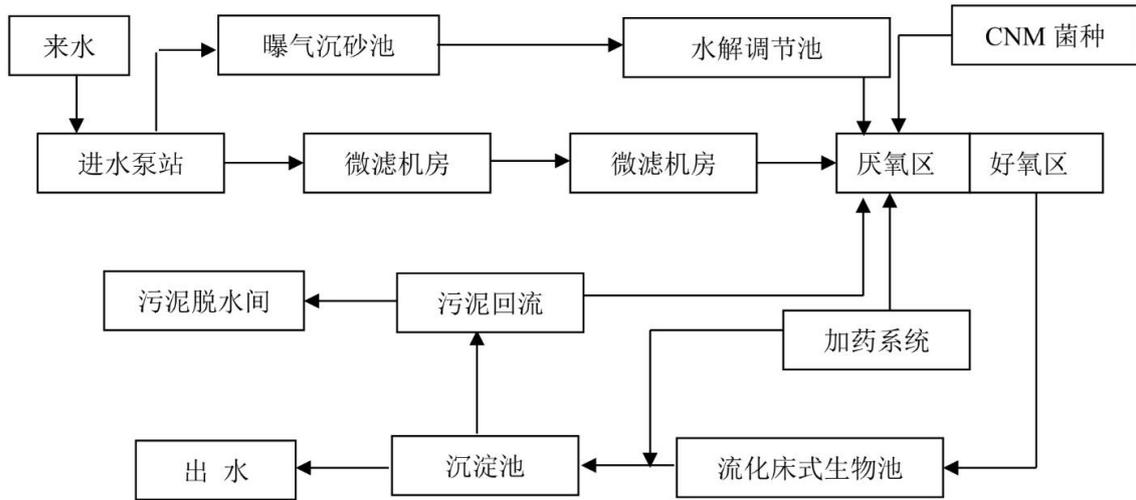 来水
曝气沉砂池
水解调节池
CNM 菌种
进水泵站
微滤机房
微滤机房
厌氧区
好氧区
污泥脱水间
污泥回流
加药系统
出 水
沉淀池
流化床式生物池